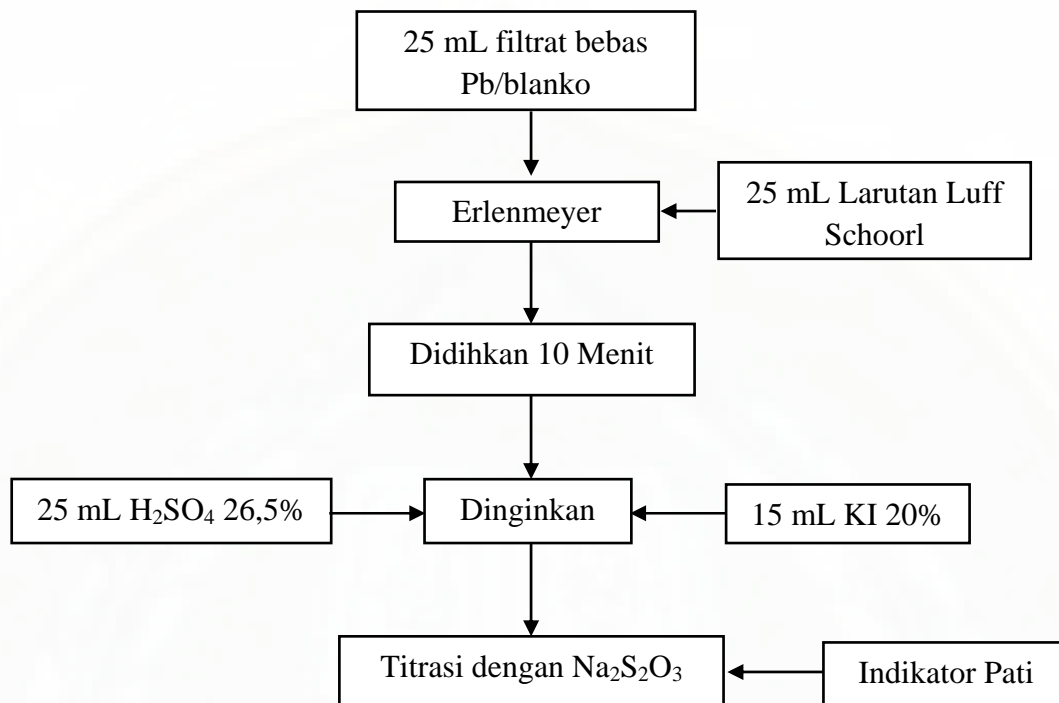 25 mL filtrat bebas
Pb/blanko
Erlenmeyer
25 mL Larutan Luff
Schoorl
Didihkan 10 Menit
25 mL H₂SO₄ 26,5%
Dinginkan
15 mL KI 20%
Titrasi dengan Na₂S₂O₃
Indikator Pati